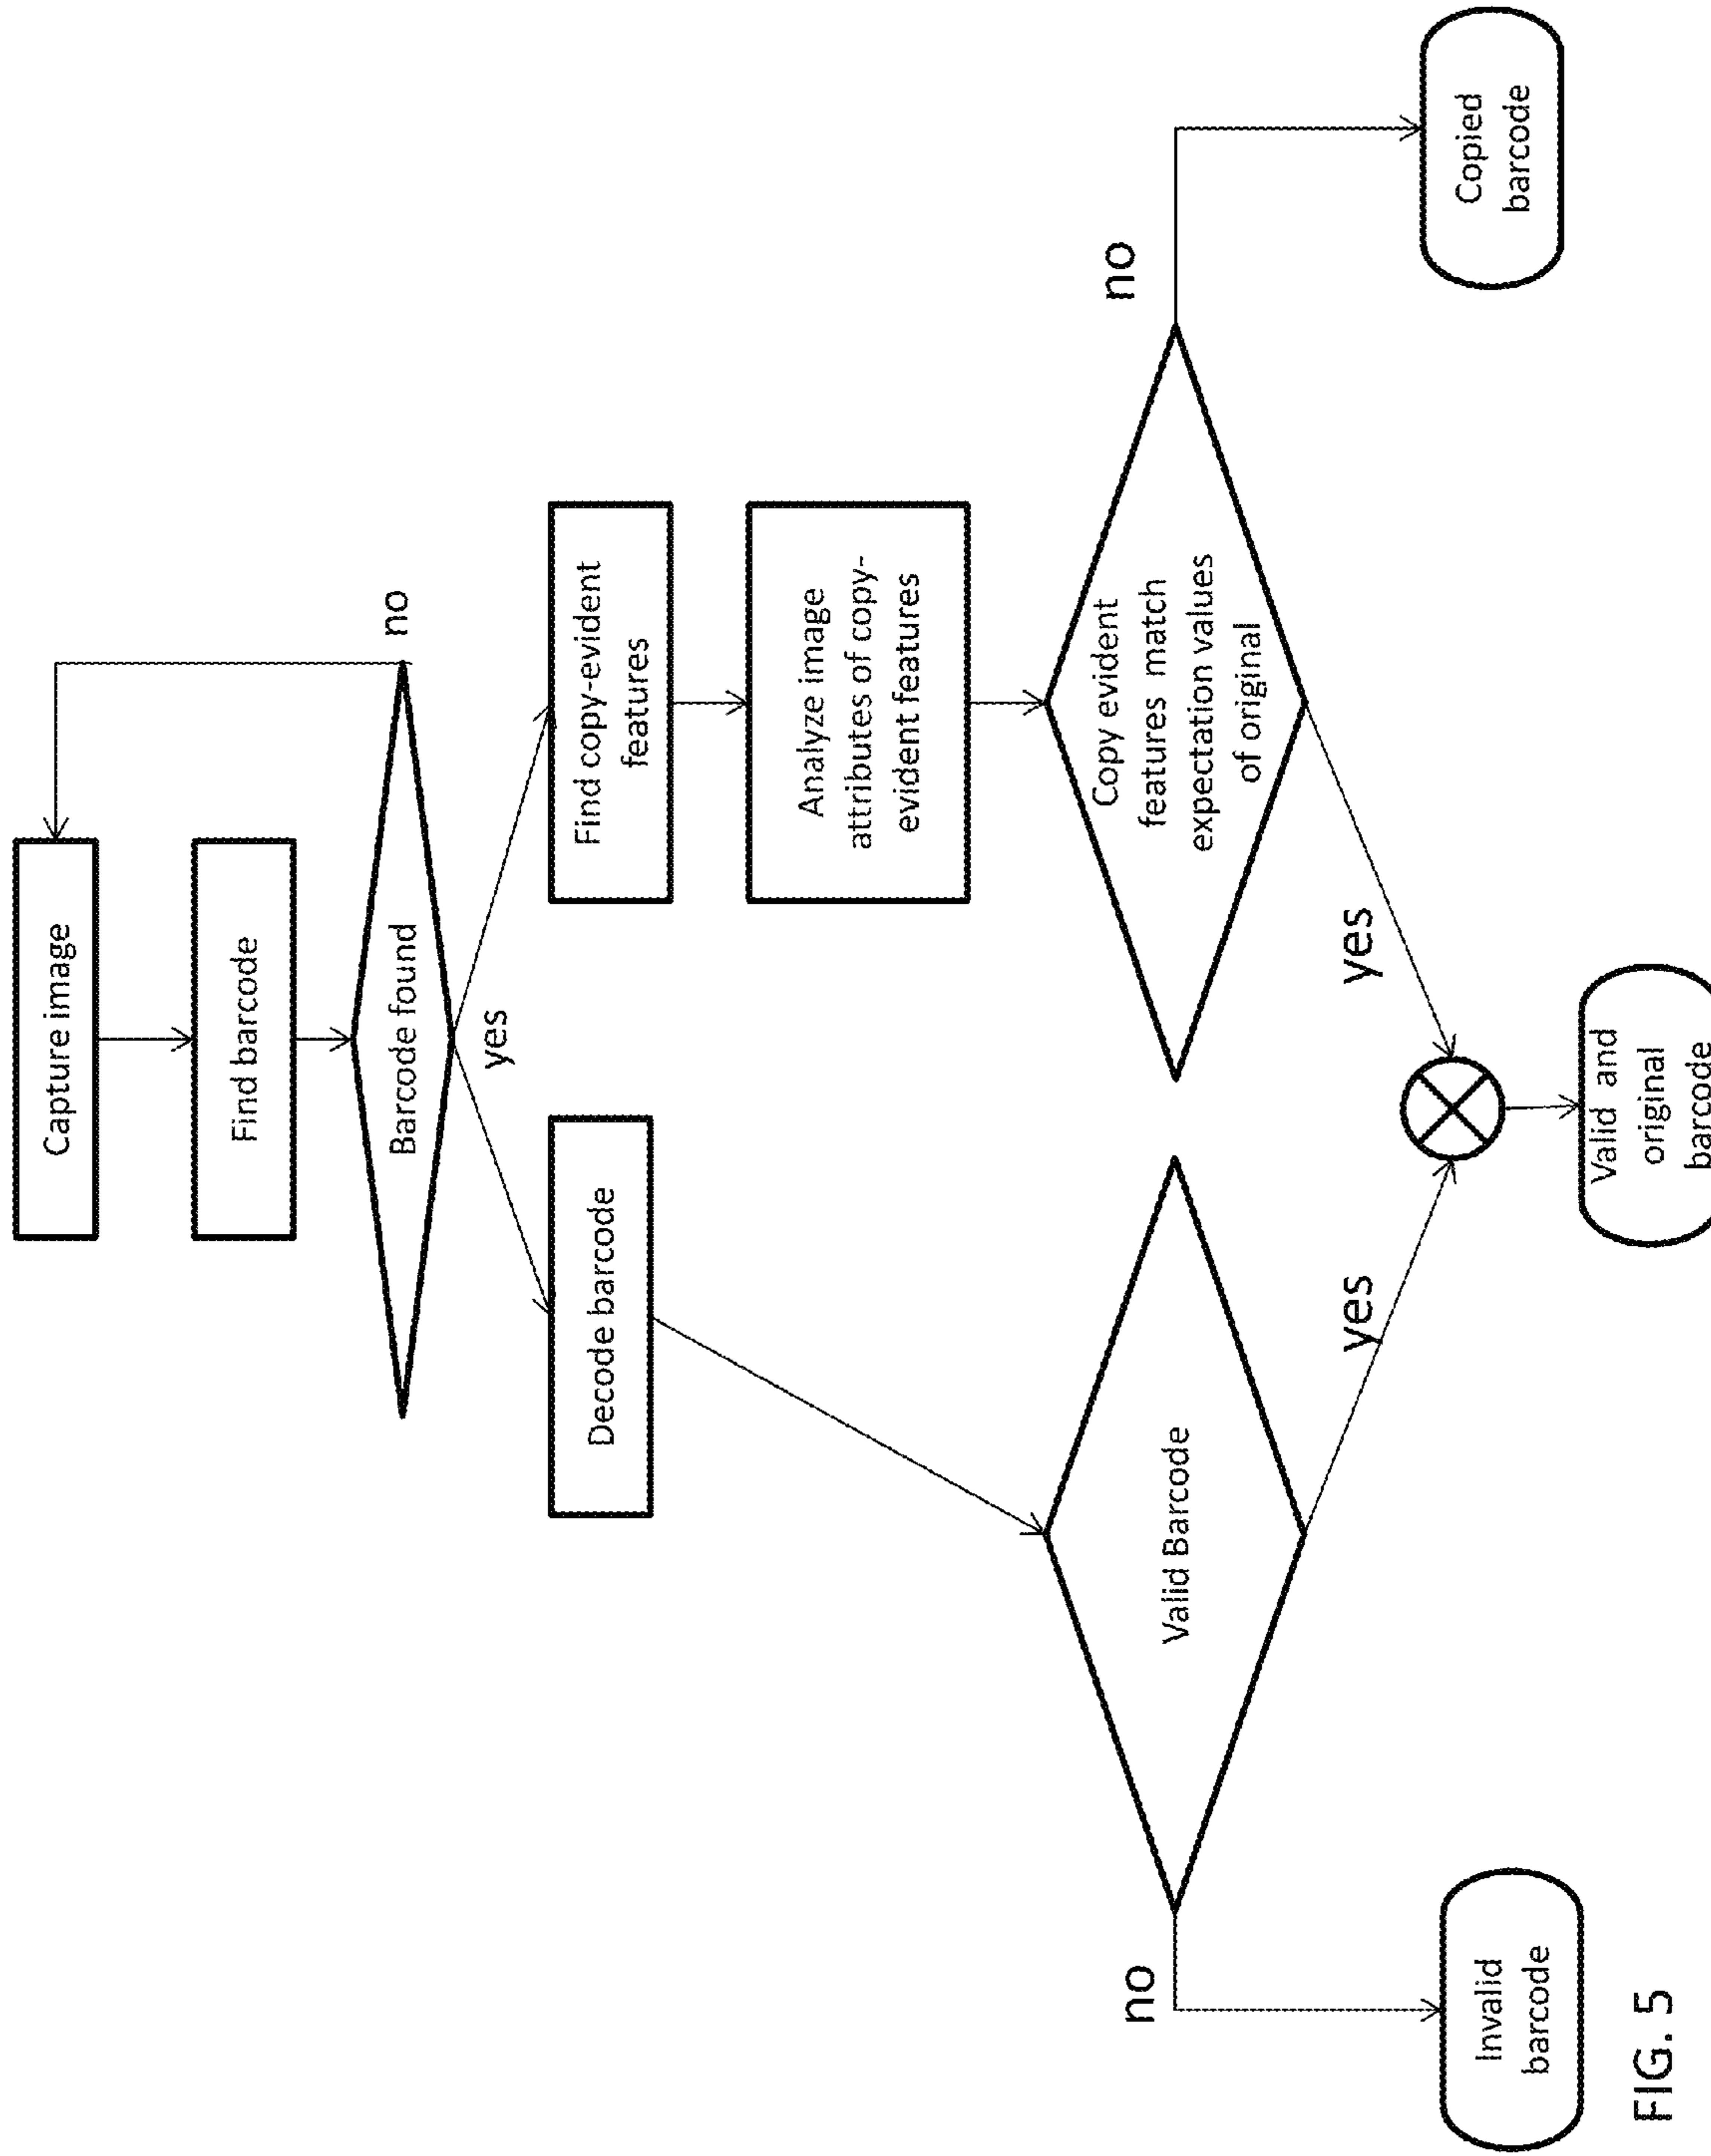 Capture image
Find barcode
Barcode found
no
yes
Decode barcode
Find copy-evident
features
Analyze image
attributes of copy-
evident features
Valid Barcode
Copy evident
features match
expectation values
of original
no
no
yes
yes
Invalid
barcode
Valid and
original
barcode
Copied
barcode
FIG. 5